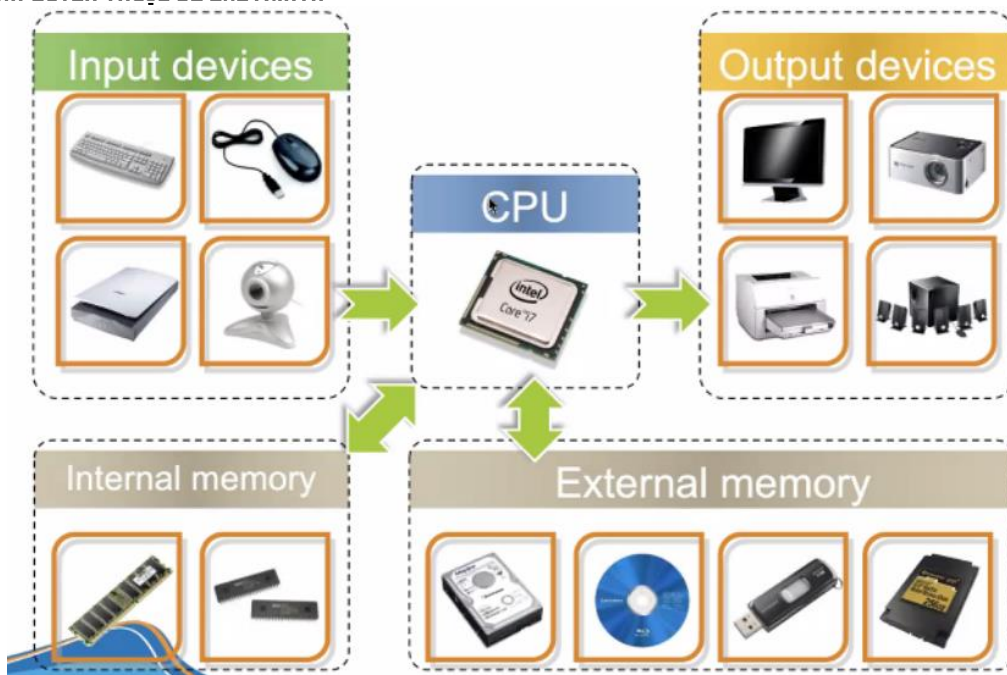 Input devices
Output devices
CPU
intel
Core i7
Internal memory
External memory